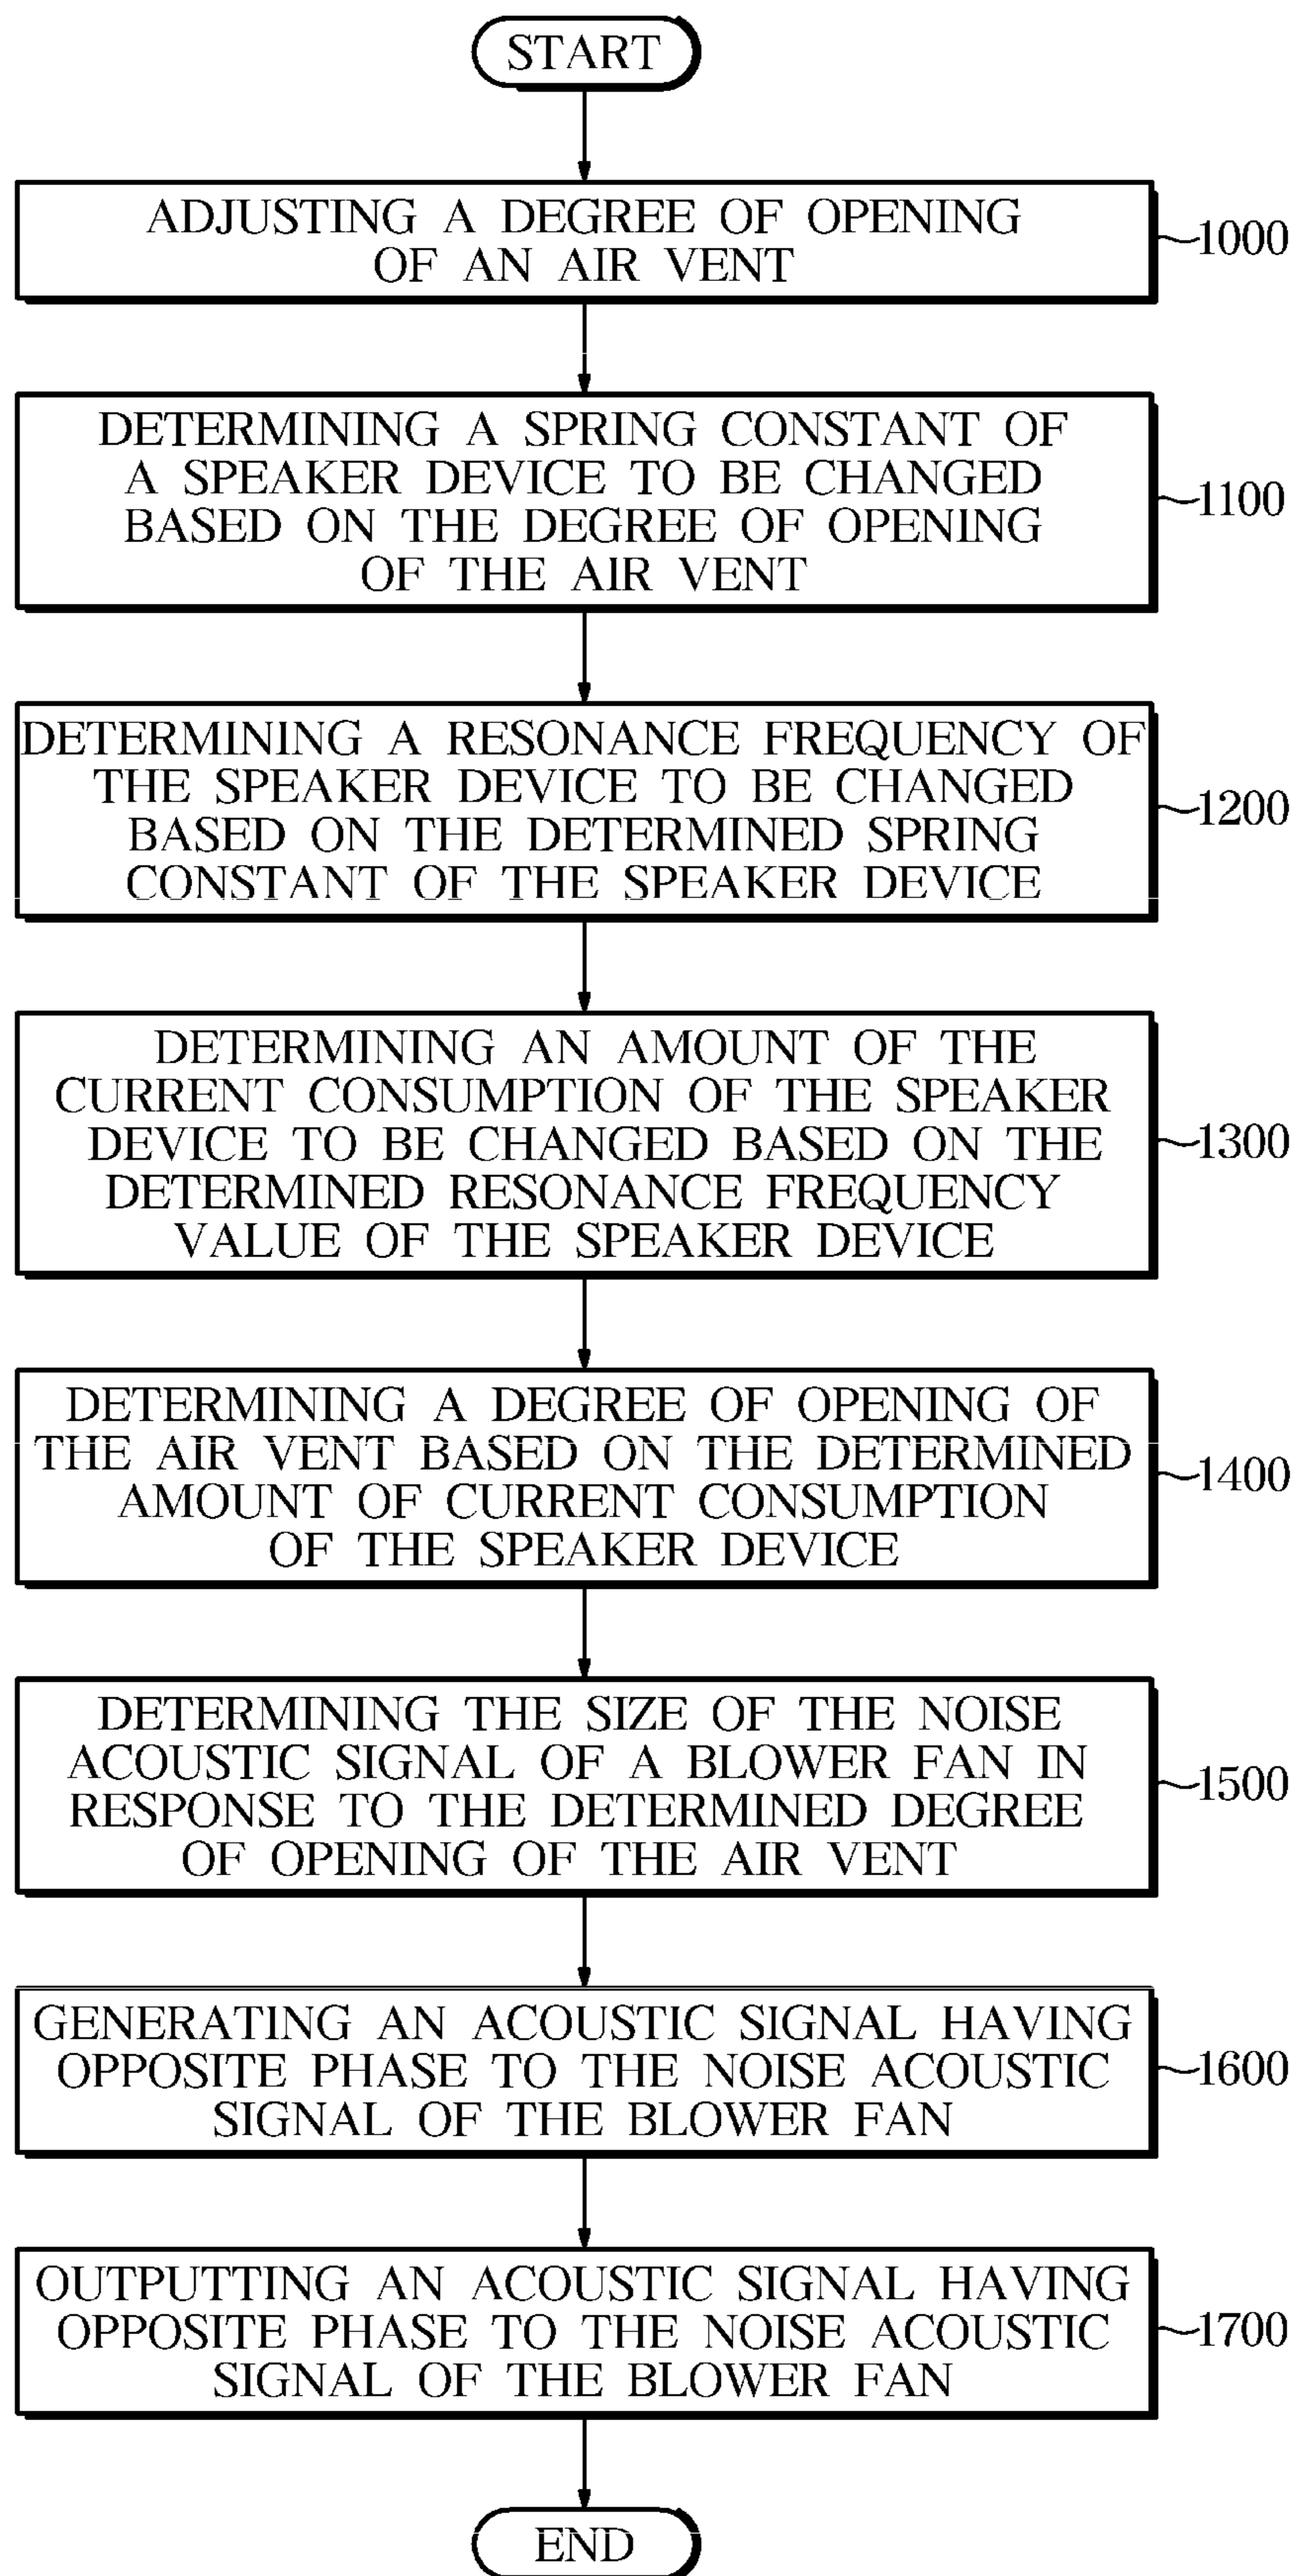 START
ADJUSTING A DEGREE OF OPENING
OF AN AIR VENT
1000
DETERMINING A SPRING CONSTANT OF
A SPEAKER DEVICE TO BE CHANGED
BASED ON THE DEGREE OF OPENING
OF THE AIR VENT
1100
DETERMINING A RESONANCE FREQUENCY OF
THE SPEAKER DEVICE TO BE CHANGED
BASED ON THE DETERMINED SPRING
CONSTANT OF THE SPEAKER DEVICE
1200
DETERMINING AN AMOUNT OF THE
CURRENT CONSUMPTION OF THE SPEAKER
DEVICE TO BE CHANGED BASED ON THE
DETERMINED RESONANCE FREQUENCY
VALUE OF THE SPEAKER DEVICE
1300
DETERMINING A DEGREE OF OPENING OF
THE AIR VENT BASED ON THE DETERMINED
AMOUNT OF CURRENT CONSUMPTION
OF THE SPEAKER DEVICE
1400
DETERMINING THE SIZE OF THE NOISE
ACOUSTIC SIGNAL OF A BLOWER FAN IN
RESPONSE TO THE DETERMINED DEGREE
OF OPENING OF THE AIR VENT
1500
GENERATING AN ACOUSTIC SIGNAL HAVING
OPPOSITE PHASE TO THE NOISE ACOUSTIC
SIGNAL OF THE BLOWER FAN
1600
OUTPUTTING AN ACOUSTIC SIGNAL HAVING
OPPOSITE PHASE TO THE NOISE ACOUSTIC
SIGNAL OF THE BLOWER FAN
1700
END